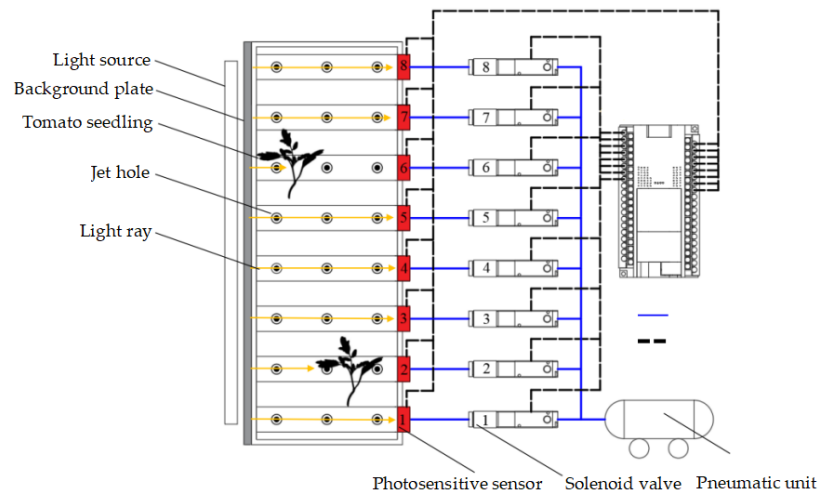 Light source
Background plate
Tomato seedling
Jet hole
Light ray
8 8
7 7
6 6
5 5
4 4
3 3
2 2
1 1
Photosensitive sensor Solenoid valve Pneumatic unit